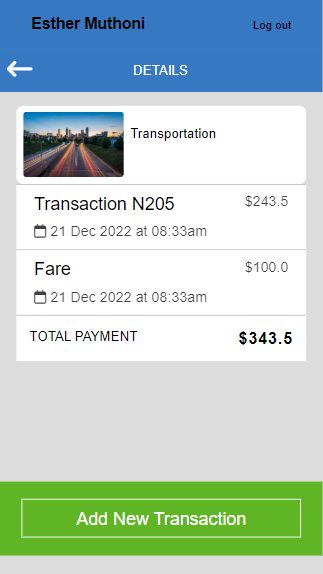 Esther Muthoni
Log out
DETAILS
Transportation
Transaction N205
$243.5
21 Dec 2022 at 08:33am
Fare
$100.0
21 Dec 2022 at 08:33am
TOTAL PAYMENT
$343.5
Add New Transaction